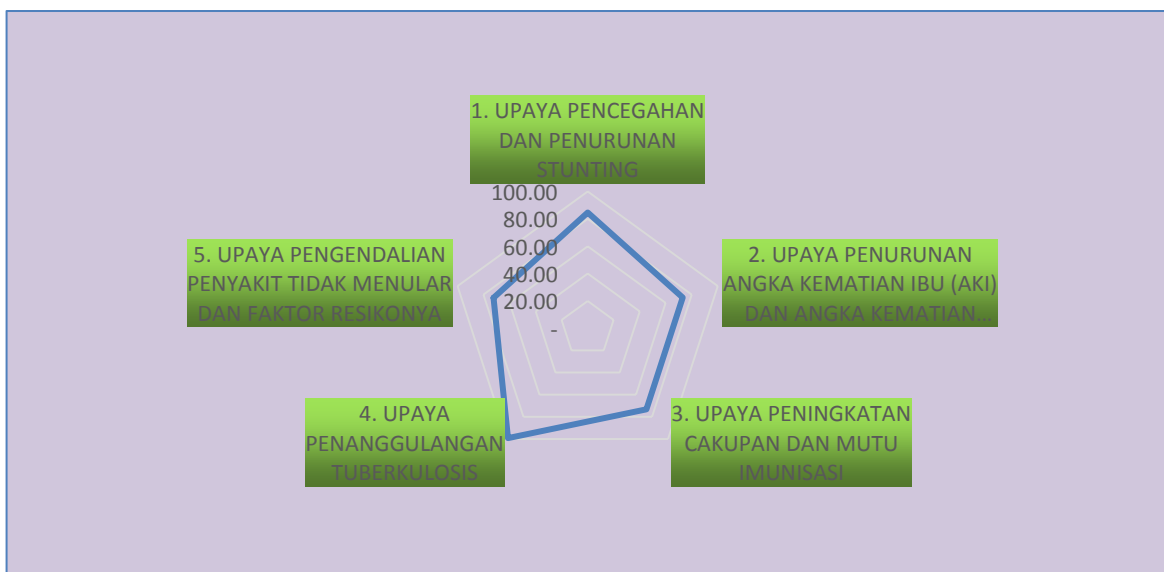 1. UPAYA PENCEGAHAN
DAN PENURUNAN
STUNTING
100.00
80.00
60.00
40.00
20.00
-
2. UPAYA PENURUNAN
ANGKA KEMATIAN IBU (AKI)
DAN ANGKA KEMATIAN...
3. UPAYA PENINGKATAN
CAKUPAN DAN MUTU
IMUNISASI
4. UPAYA
PENANGGULANGAN
TUBERKULOSIS
5. UPAYA PENGENDALIAN
PENYAKIT TIDAK MENULAR
DAN FAKTOR RESIKONYA